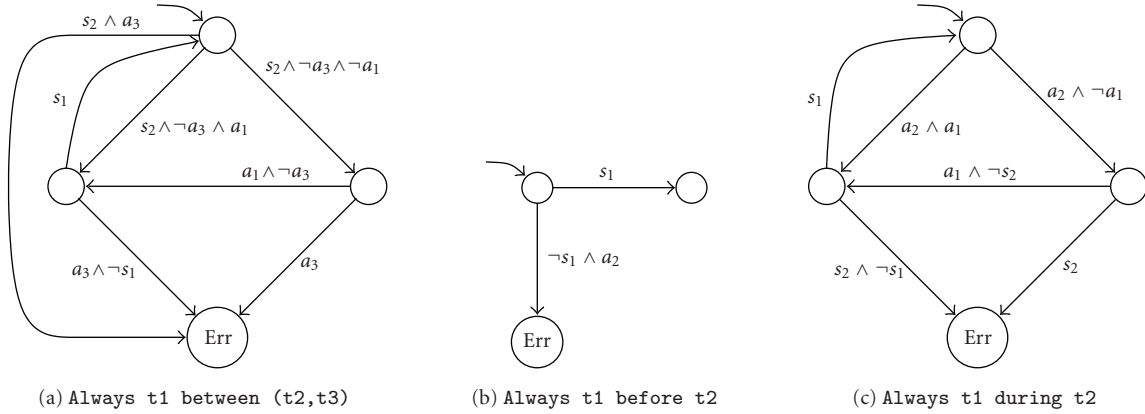 s₂ ∧ a₃
s₂ ∧ ¬a₃ ∧ ¬a₁
s₁
s₂ ∧ ¬a₃ ∧ a₁
a₁ ∧ ¬a₃
a₃ ∧ ¬s₁
a₃
Err
(a) Always t1 between (t2,t3)
s₁
¬s₁ ∧ a₂
Err
(b) Always t1 before t2
a₂ ∧ ¬a₁
s₁
a₂ ∧ a₁
a₁ ∧ ¬s₂
s₂ ∧ ¬s₁
s₂
Err
(c) Always t1 during t2